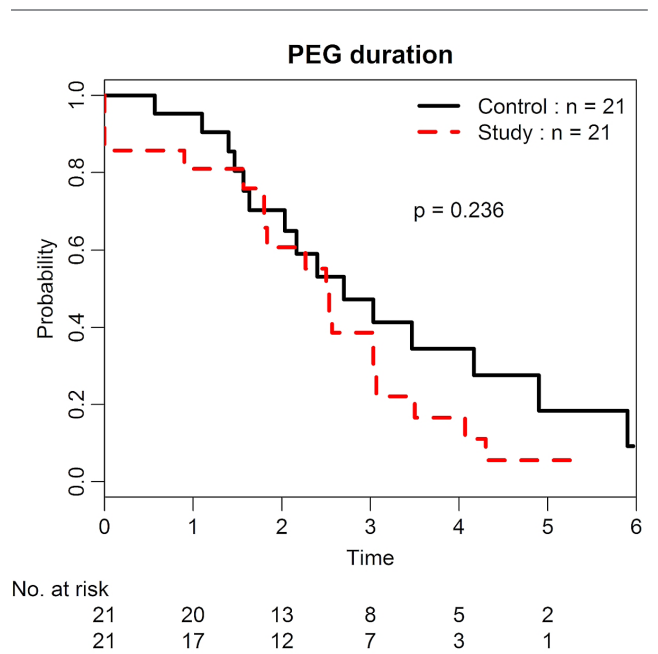 PEG duration
Control : n = 21
Study : n = 21
p = 0.236
Probability
1.0
0.8
0.6
0.4
0.2
0.0
0 1 2 3 4 5 6
Time
No. at risk
21 20 13 8 5 2
21 17 12 7 3 1